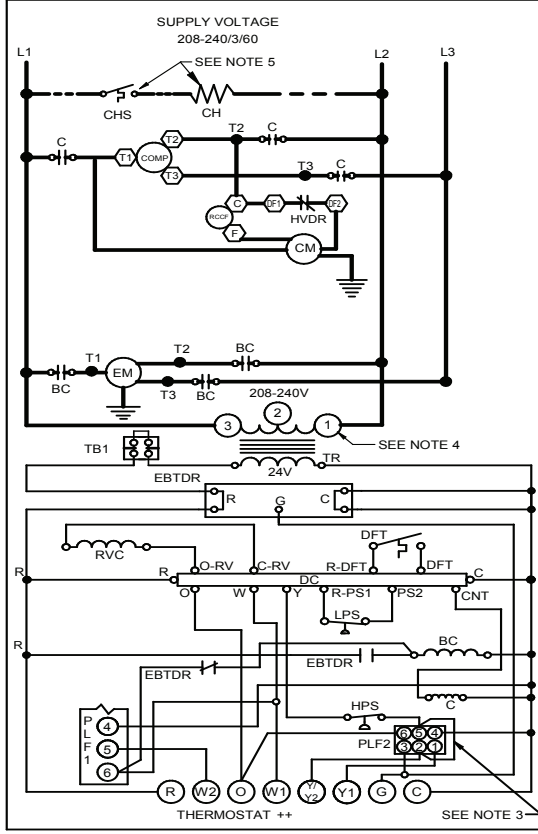 SUPPLY VOLTAGE
208-240/3/60
L1
L2
L3
SEE NOTE 5
CHS
CH
C
T1
COMP
T2
T2
C
T3
T3
C
C
DF1
DF2
HVDR
RCCF
F
CM
BC
T1
EM
T2
BC
T3
BC
208-240V
3
2
1
SEE NOTE 4
TB1
24V
TR
EBTDR
R
G
C
RVC
DFT
O-RV
C-RV
R-DFT
DFT
R
R
DC
C
O
W
Y
R-PS1
PS2
CNT
LPS
R
EBTDR
EBTDR
BC
C
P
L
F
1
4
5
6
HPS
PLF2
6
5
4
3
2
1
R
W2
O
W1
Y/
Y2
Y1
G
C
THERMOSTAT ++
SEE NOTE 3